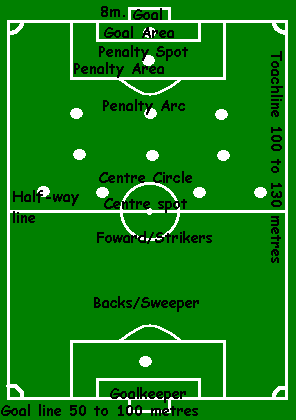 8m. Goal
Goal Area
Penalty Spot
Penalty Area
Penalty Arc
Toachline 100 to 130 metres
Centre Circle
Half-way
line
Centre spot
Foward/Strikers
Backs/Sweeper
Goalkeeper
Goal line 50 to 100 metres